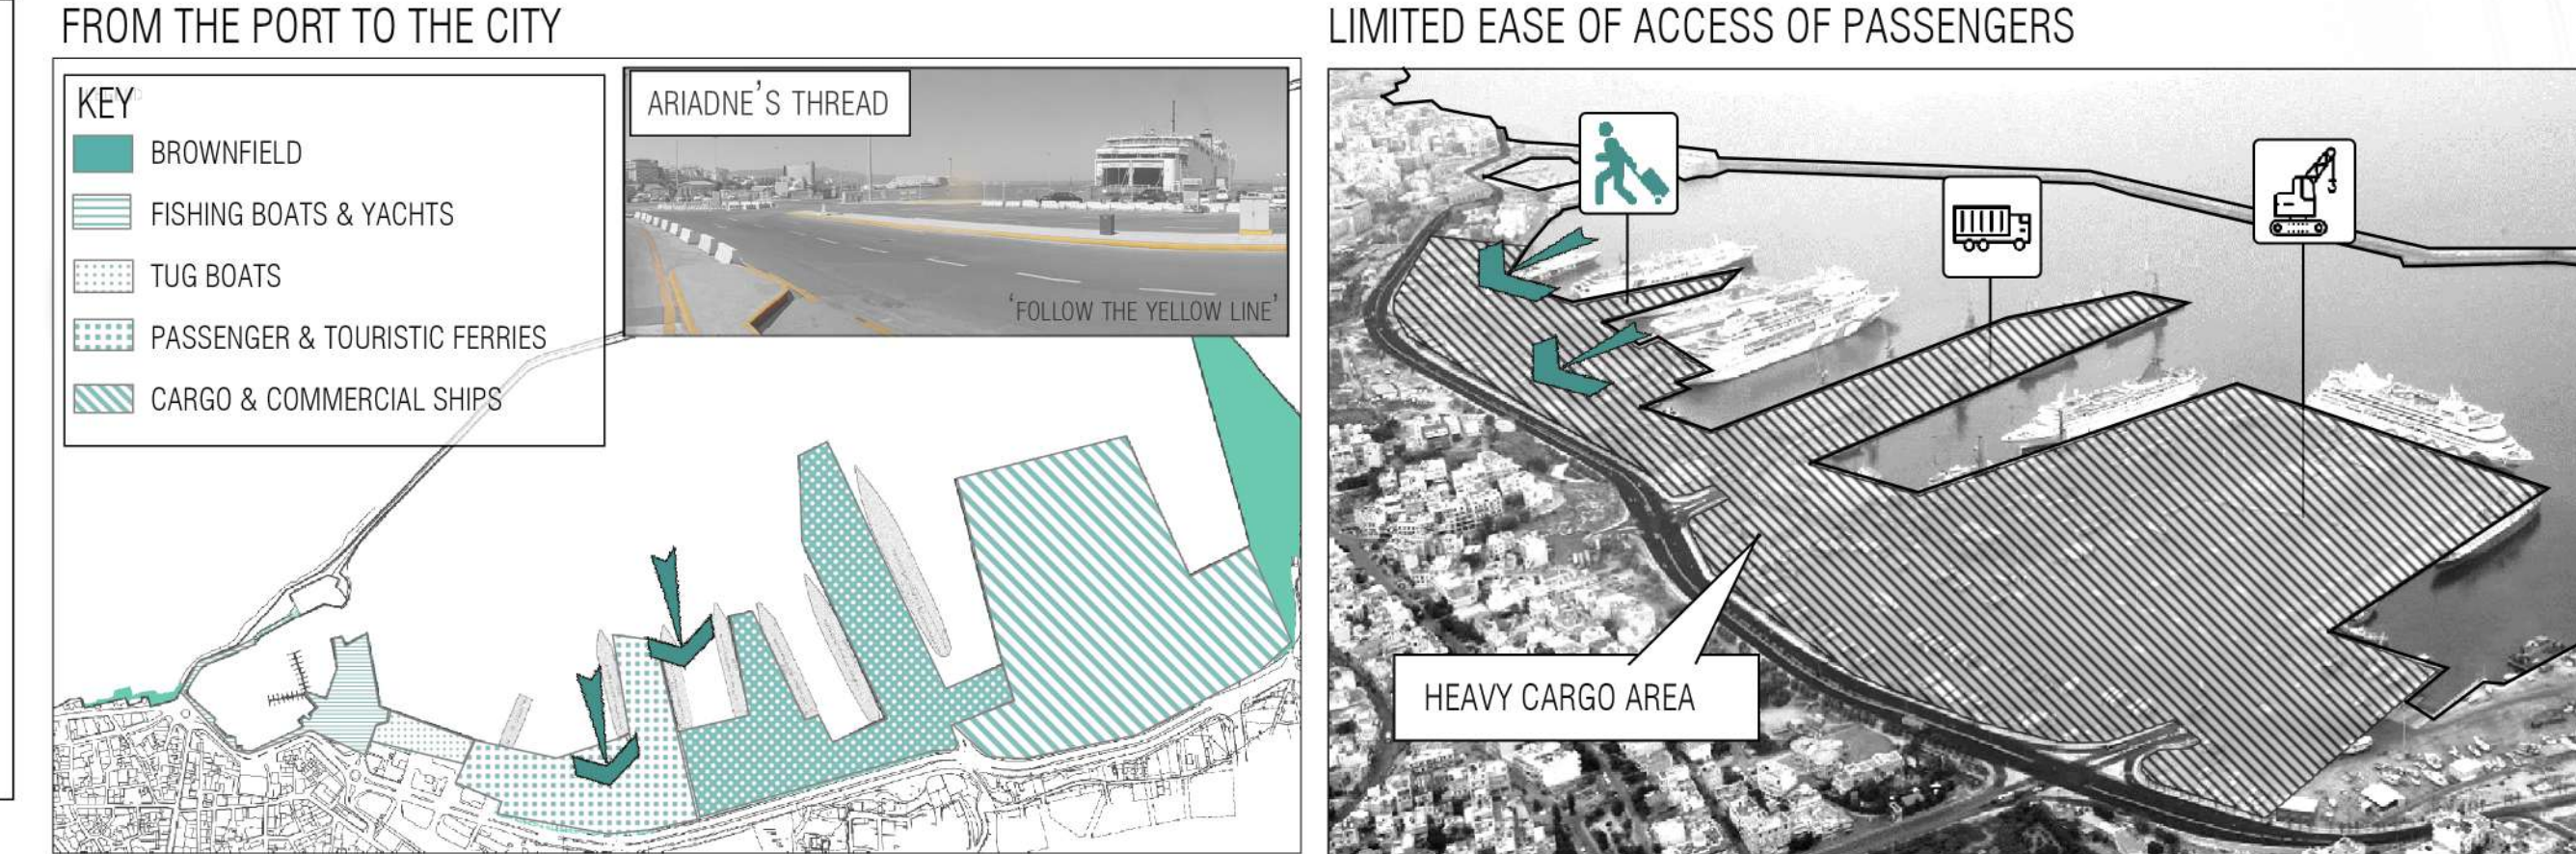 FROM THE PORT TO THE CITY
KEY
BROWNFIELD
FISHING BOATS & YACHTS
TUG BOATS
PASSENGER & TOURISTIC FERRIES
CARGO & COMMERCIAL SHIPS
ARIADNE'S THREAD
'FOLLOW THE YELLOW LINE'
LIMITED EASE OF ACCESS OF PASSENGERS
HEAVY CARGO AREA